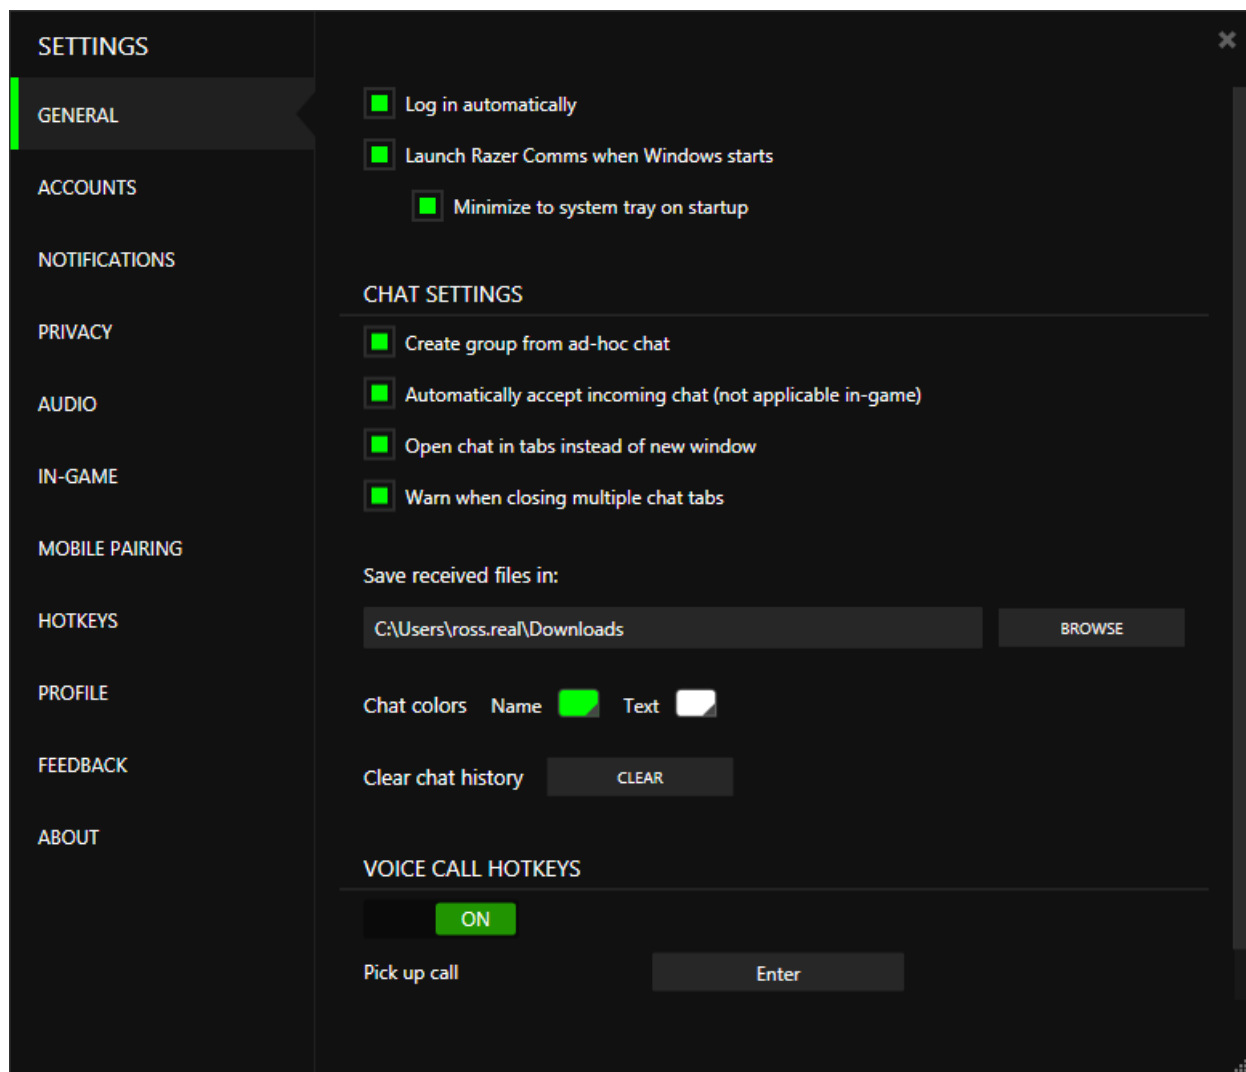 SETTINGS
GENERAL
ACCOUNTS
NOTIFICATIONS
PRIVACY
AUDIO
IN-GAME
MOBILE PAIRING
HOTKEYS
PROFILE
FEEDBACK
ABOUT
Log in automatically
Launch Razer Comms when Windows starts
Minimize to system tray on startup
CHAT SETTINGS
Create group from ad-hoc chat
Automatically accept incoming chat (not applicable in-game)
Open chat in tabs instead of new window
Warn when closing multiple chat tabs
Save received files in:
C:\Users\ross.real\Downloads BROWSE
Chat colors Name Text
Clear chat history CLEAR
VOICE CALL HOTKEYS
ON
Pick up call Enter